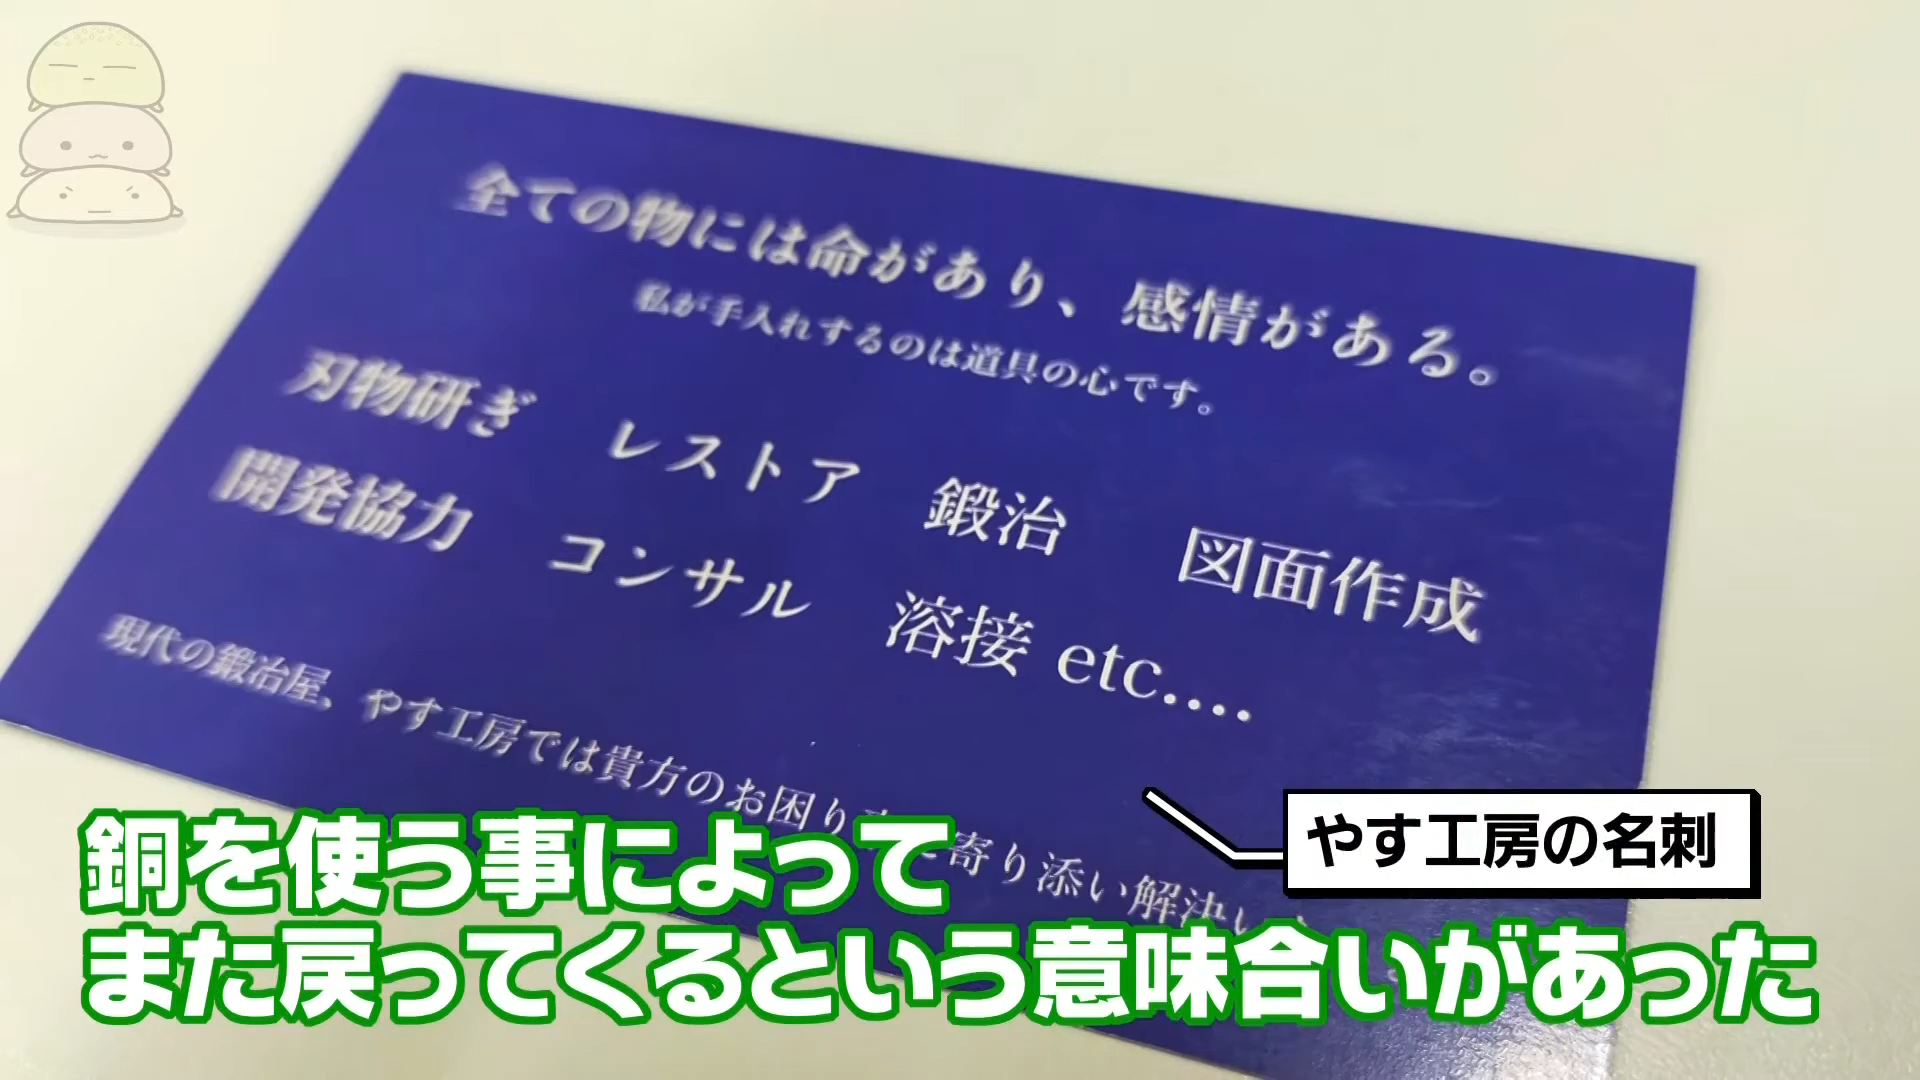 全ての物には命があり、感情がある。
私が手入れするのは道具の心です。
刃物研ぎ レストア 鍛治 図面作成
開発協力 コンサル 溶接 etc....
現代の鍛冶屋、やす工房では貴方のお困り 寄り添い解決し
やす工房の名刺
銅を使う事によって
また戻ってくるという意味合いがあった